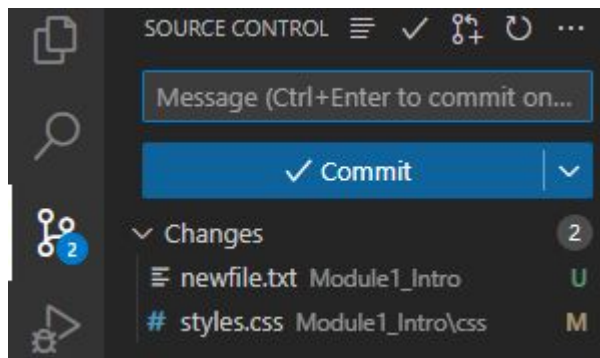 SOURCE CONTROL
Message (Ctrl+Enter to commit on...
Commit
2
Changes 2
newfile.txt Module1_Intro U
# styles.css Module1_Intro\css M